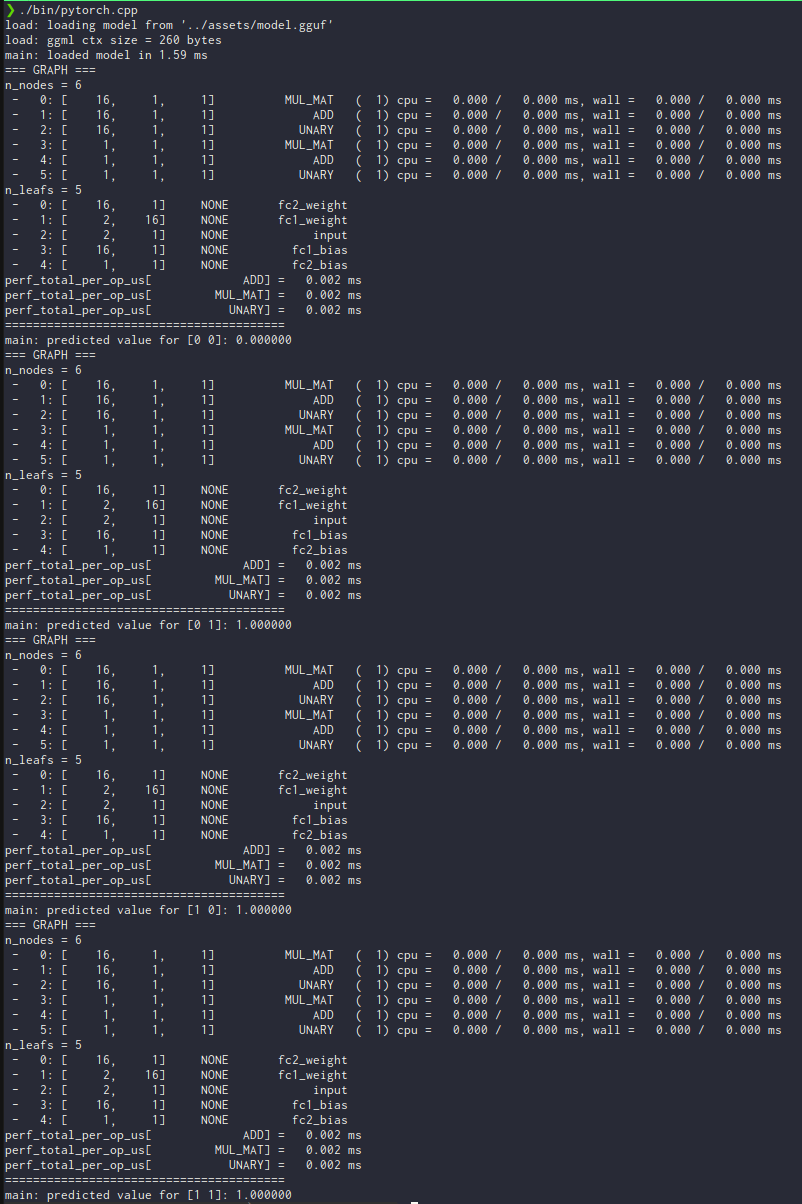 ❯ ./bin/pytorch.cpp
load: loading model from '../assets/model.gguf'
load: ggml ctx size = 260 bytes
main: loaded model in 1.59 ms
=== GRAPH ===
n_nodes = 6
 -   0: [    16,     1,     1]          MUL_MAT   (  1) cpu =   0.000 /   0.000 ms, wall =   0.000 /   0.000 ms
 -   1: [    16,     1,     1]              ADD   (  1) cpu =   0.000 /   0.000 ms, wall =   0.000 /   0.000 ms
 -   2: [    16,     1,     1]            UNARY   (  1) cpu =   0.000 /   0.000 ms, wall =   0.000 /   0.000 ms
 -   3: [     1,     1,     1]          MUL_MAT   (  1) cpu =   0.000 /   0.000 ms, wall =   0.000 /   0.000 ms
 -   4: [     1,     1,     1]              ADD   (  1) cpu =   0.000 /   0.000 ms, wall =   0.000 /   0.000 ms
 -   5: [     1,     1,     1]            UNARY   (  1) cpu =   0.000 /   0.000 ms, wall =   0.000 /   0.000 ms
n_leafs = 5
 -   0: [    16,     1]     NONE       fc2_weight
 -   1: [     2,    16]     NONE       fc1_weight
 -   2: [     2,     1]     NONE            input
 -   3: [    16,     1]     NONE         fc1_bias
 -   4: [     1,     1]     NONE         fc2_bias
perf_total_per_op_us[             ADD] =   0.002 ms
perf_total_per_op_us[         MUL_MAT] =   0.002 ms
perf_total_per_op_us[           UNARY] =   0.002 ms
========================================
main: predicted value for [0 0]: 0.000000
=== GRAPH ===
n_nodes = 6
 -   0: [    16,     1,     1]          MUL_MAT   (  1) cpu =   0.000 /   0.000 ms, wall =   0.000 /   0.000 ms
 -   1: [    16,     1,     1]              ADD   (  1) cpu =   0.000 /   0.000 ms, wall =   0.000 /   0.000 ms
 -   2: [    16,     1,     1]            UNARY   (  1) cpu =   0.000 /   0.000 ms, wall =   0.000 /   0.000 ms
 -   3: [     1,     1,     1]          MUL_MAT   (  1) cpu =   0.000 /   0.000 ms, wall =   0.000 /   0.000 ms
 -   4: [     1,     1,     1]              ADD   (  1) cpu =   0.000 /   0.000 ms, wall =   0.000 /   0.000 ms
 -   5: [     1,     1,     1]            UNARY   (  1) cpu =   0.000 /   0.000 ms, wall =   0.000 /   0.000 ms
n_leafs = 5
 -   0: [    16,     1]     NONE       fc2_weight
 -   1: [     2,    16]     NONE       fc1_weight
 -   2: [     2,     1]     NONE            input
 -   3: [    16,     1]     NONE         fc1_bias
 -   4: [     1,     1]     NONE         fc2_bias
perf_total_per_op_us[             ADD] =   0.002 ms
perf_total_per_op_us[         MUL_MAT] =   0.002 ms
perf_total_per_op_us[           UNARY] =   0.002 ms
========================================
main: predicted value for [0 1]: 1.000000
=== GRAPH ===
n_nodes = 6
 -   0: [    16,     1,     1]          MUL_MAT   (  1) cpu =   0.000 /   0.000 ms, wall =   0.000 /   0.000 ms
 -   1: [    16,     1,     1]              ADD   (  1) cpu =   0.000 /   0.000 ms, wall =   0.000 /   0.000 ms
 -   2: [    16,     1,     1]            UNARY   (  1) cpu =   0.000 /   0.000 ms, wall =   0.000 /   0.000 ms
 -   3: [     1,     1,     1]          MUL_MAT   (  1) cpu =   0.000 /   0.000 ms, wall =   0.000 /   0.000 ms
 -   4: [     1,     1,     1]              ADD   (  1) cpu =   0.000 /   0.000 ms, wall =   0.000 /   0.000 ms
 -   5: [     1,     1,     1]            UNARY   (  1) cpu =   0.000 /   0.000 ms, wall =   0.000 /   0.000 ms
n_leafs = 5
 -   0: [    16,     1]     NONE       fc2_weight
 -   1: [     2,    16]     NONE       fc1_weight
 -   2: [     2,     1]     NONE            input
 -   3: [    16,     1]     NONE         fc1_bias
 -   4: [     1,     1]     NONE         fc2_bias
perf_total_per_op_us[             ADD] =   0.002 ms
perf_total_per_op_us[         MUL_MAT] =   0.002 ms
perf_total_per_op_us[           UNARY] =   0.002 ms
========================================
main: predicted value for [1 0]: 1.000000
=== GRAPH ===
n_nodes = 6
 -   0: [    16,     1,     1]          MUL_MAT   (  1) cpu =   0.000 /   0.000 ms, wall =   0.000 /   0.000 ms
 -   1: [    16,     1,     1]              ADD   (  1) cpu =   0.000 /   0.000 ms, wall =   0.000 /   0.000 ms
 -   2: [    16,     1,     1]            UNARY   (  1) cpu =   0.000 /   0.000 ms, wall =   0.000 /   0.000 ms
 -   3: [     1,     1,     1]          MUL_MAT   (  1) cpu =   0.000 /   0.000 ms, wall =   0.000 /   0.000 ms
 -   4: [     1,     1,     1]              ADD   (  1) cpu =   0.000 /   0.000 ms, wall =   0.000 /   0.000 ms
 -   5: [     1,     1,     1]            UNARY   (  1) cpu =   0.000 /   0.000 ms, wall =   0.000 /   0.000 ms
n_leafs = 5
 -   0: [    16,     1]     NONE       fc2_weight
 -   1: [     2,    16]     NONE       fc1_weight
 -   2: [     2,     1]     NONE            input
 -   3: [    16,     1]     NONE         fc1_bias
 -   4: [     1,     1]     NONE         fc2_bias
perf_total_per_op_us[             ADD] =   0.002 ms
perf_total_per_op_us[         MUL_MAT] =   0.002 ms
perf_total_per_op_us[           UNARY] =   0.002 ms
========================================
main: predicted value for [1 1]: 1.000000